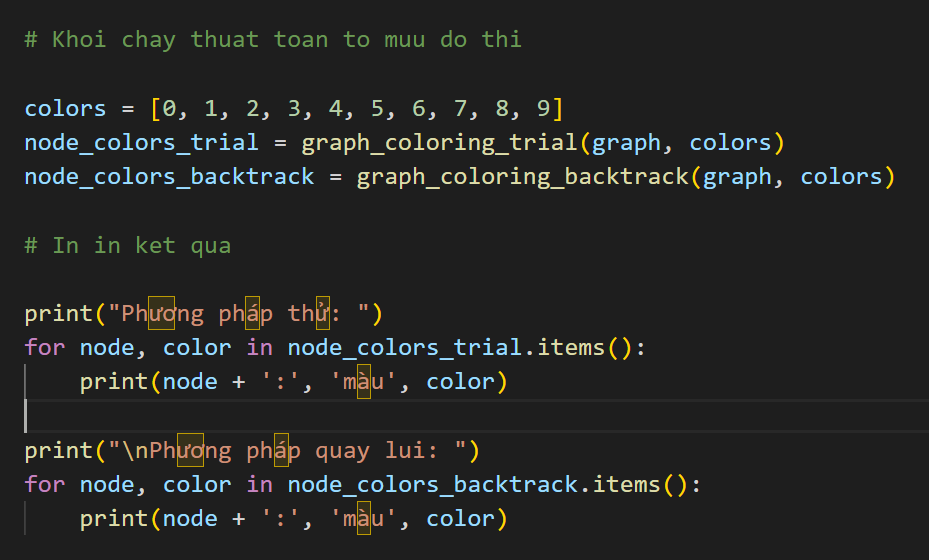 # Khoi chay thuat toan to muu do thi
colors = [0, 1, 2, 3, 4, 5, 6, 7, 8, 9]
node_colors_trial = graph_coloring_trial(graph, colors)
node_colors_backtrack = graph_coloring_backtrack(graph, colors)
# In in ket qua
print("Phương pháp thử: ")
for node, color in node_colors_trial.items():
    print(node + ':', 'màu', color)
print("\nPhương pháp quay lui: ")
for node, color in node_colors_backtrack.items():
    print(node + ':', 'màu', color)